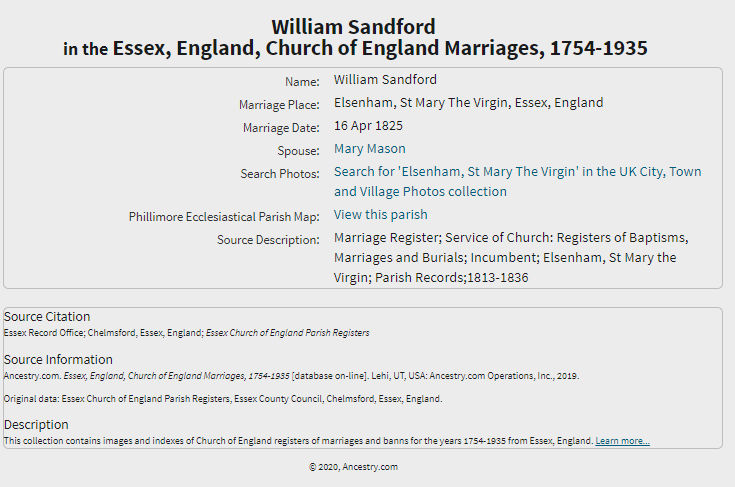 William Sandford
in the Essex, England, Church of England Marriages, 1754-1935
Name: William Sandford
Marriage Place: Elsenham, St Mary The Virgin, Essex, England
Marriage Date: 16 Apr 1825
Spouse: Mary Mason
Search Photos: Search for 'Elsenham, St Mary The Virgin' in the UK City, Town
and Village Photos collection
Phillimore Ecclesiastical Parish Map: View this parish
Source Description: Marriage Register; Service of Church: Registers of Baptisms,
Marriages and Burials; Incumbent; Elsenham, St Mary the
Virgin; Parish Records;1813-1836
Source Citation
Essex Record Office; Chelmsford, Essex, England; Essex Church of England Parish Registers
Source Information
Ancestry.com. Essex, England, Church of England Marriages, 1754-1935 [database on-line]. Lehi, UT, USA: Ancestry.com Operations, Inc., 2019.
Original data: Essex Church of England Parish Registers, Essex County Council, Chelmsford, Essex, England.
Description
This collection contains images and indexes of Church of England registers of marriages and banns for the years 1754-1935 from Essex, England. Learn more...
© 2020, Ancestry.com